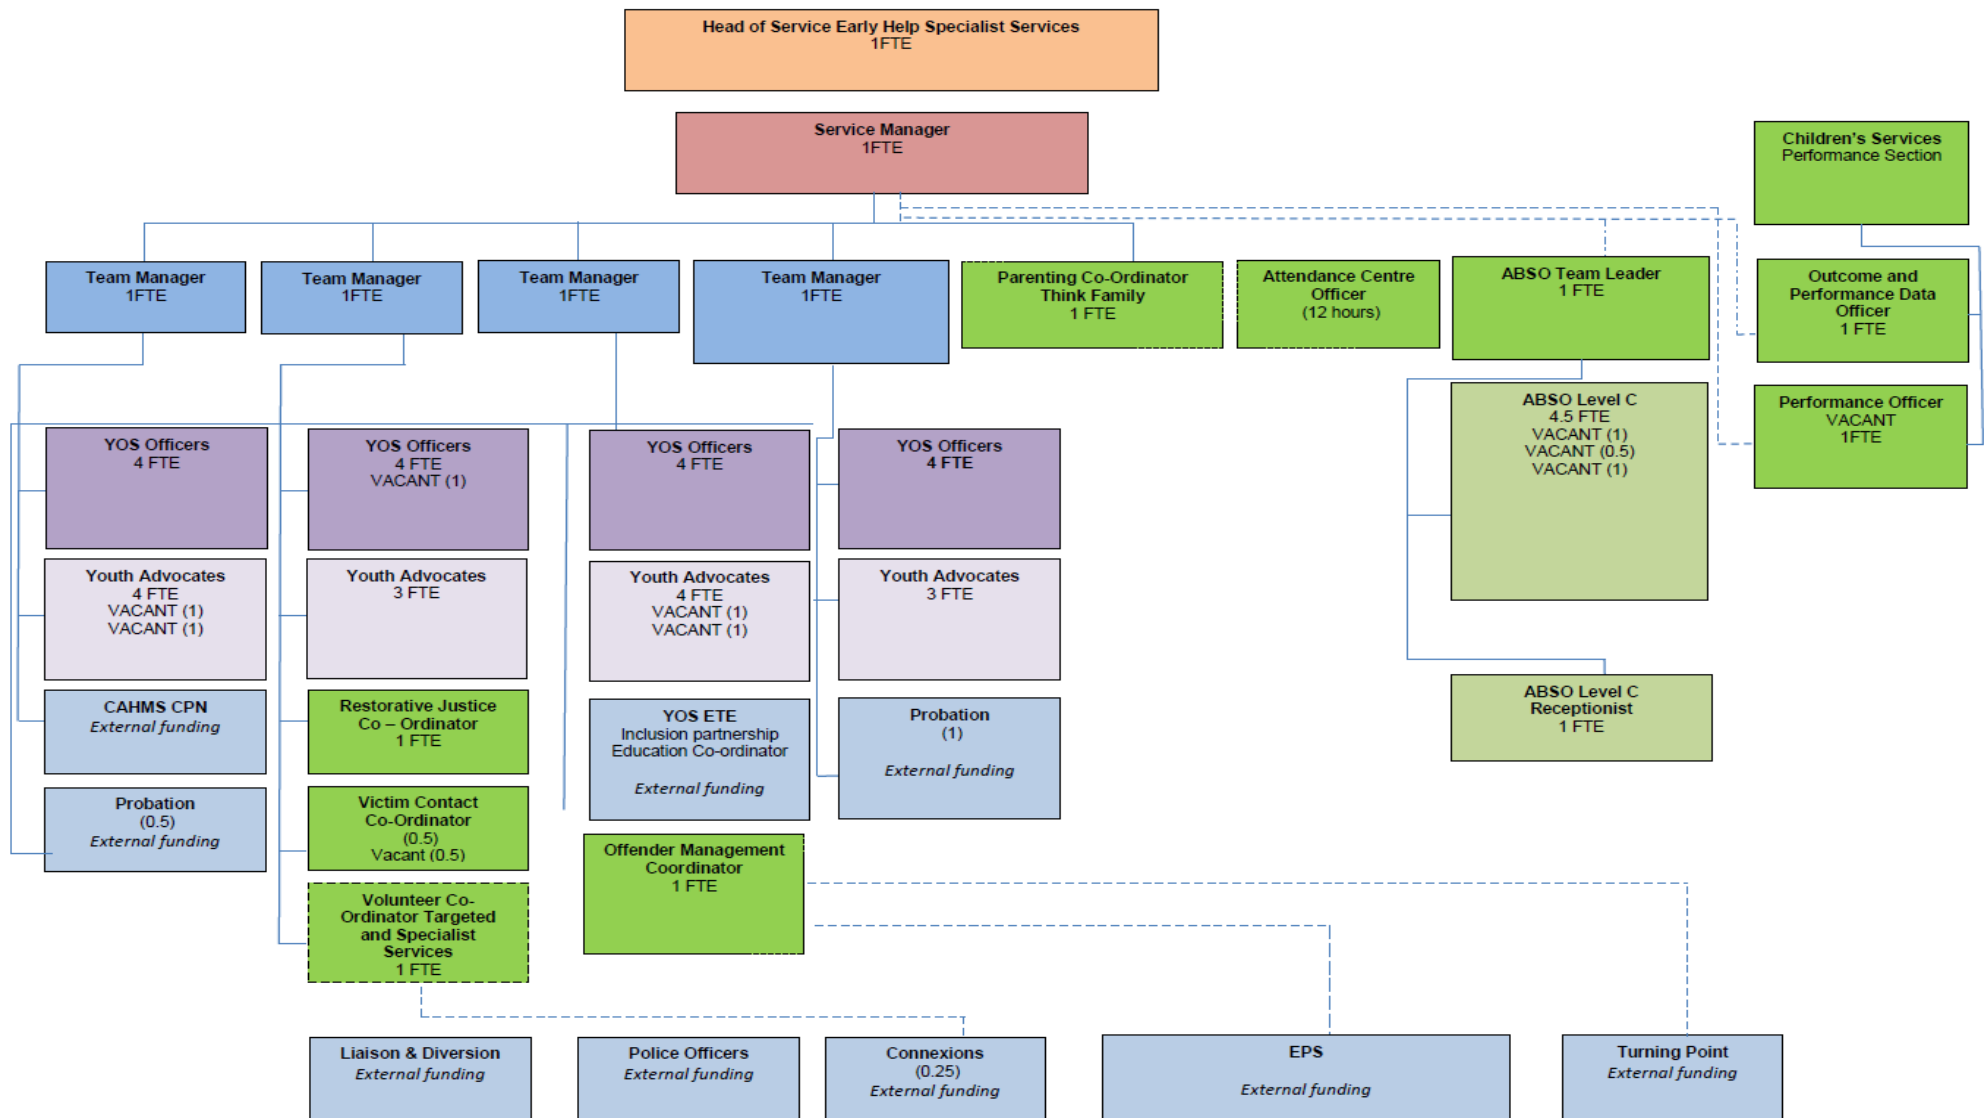 Head of Service Early Help Specialist Services
1FTE
Service Manager
1FTE
Children's Services
Performance Section
Team Manager
1FTE
Team Manager
1FTE
Team Manager
1FTE
Team Manager
1FTE
Parenting Co-Ordinator
Think Family
1 FTE
Attendance Centre
Officer
(12 hours)
ABSO Team Leader
1 FTE
Outcome and
Performance Data
Officer
1 FTE
ABSO Level C
4.5 FTE
VACANT (1)
VACANT (0.5)
VACANT (1)
Performance Officer
VACANT
1FTE
YOS Officers
4 FTE
YOS Officers
4 FTE
VACANT (1)
YOS Officers
4 FTE
YOS Officers
4 FTE
Youth Advocates
4 FTE
VACANT (1)
VACANT (1)
Youth Advocates
3 FTE
Youth Advocates
4 FTE
VACANT (1)
VACANT (1)
Youth Advocates
3 FTE
CAHMS CPN
External funding
Restorative Justice
Co – Ordinator
1 FTE
YOS ETE
Inclusion partnership
Education Co-ordinator
External funding
Probation
(1)
External funding
ABSO Level C
Receptionist
1 FTE
Probation
(0.5)
External funding
Victim Contact
Co-Ordinator
(0.5)
Vacant (0.5)
Offender Management
Coordinator
1 FTE
Volunteer Co-
Ordinator Targeted
and Specialist
Services
1 FTE
Liaison & Diversion
External funding
Police Officers
External funding
Connexions
(0.25)
External funding
EPS
External funding
Turning Point
External funding